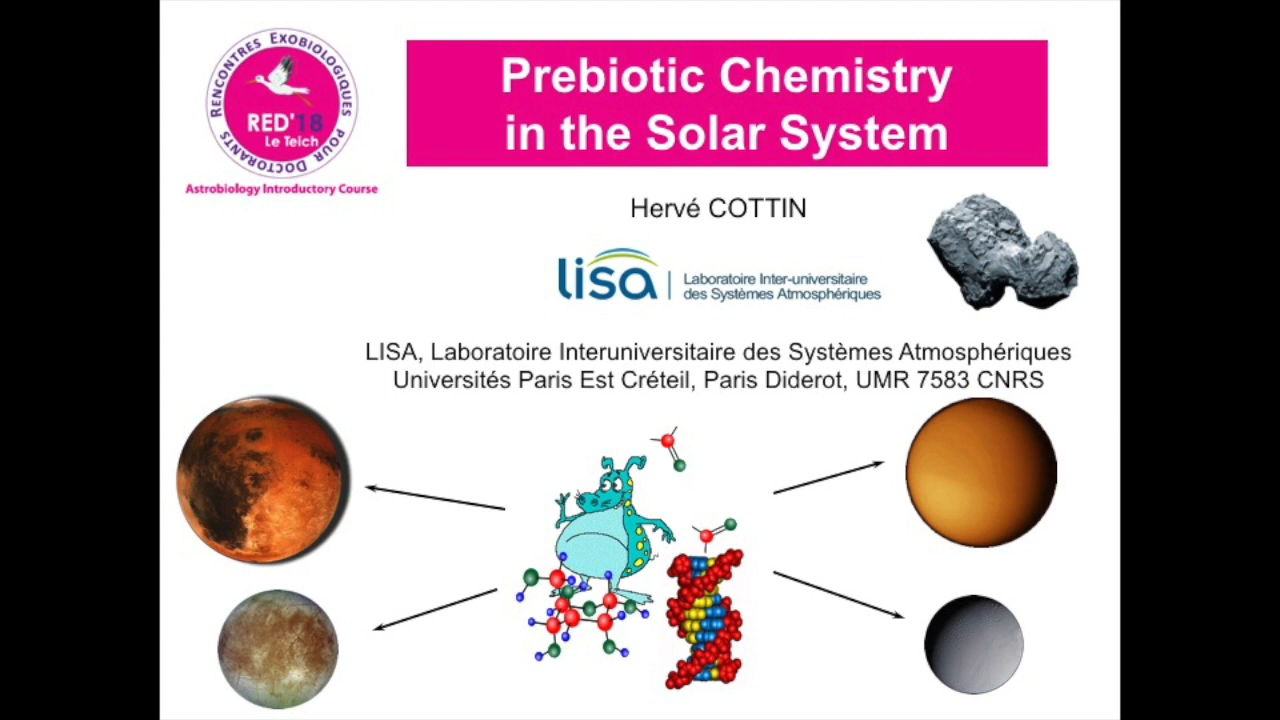 RENCONTRES EXOBIOLOGIQUES POUR DOCTORANTS
RED'18
Le Teich
Astrobiology Introductory Course
Prebiotic Chemistry
in the Solar System
Hervé COTTIN
lisa
Laboratoire Inter-universitaire
des Systèmes Atmosphériques
LISA, Laboratoire Interuniversitaire des Systèmes Atmosphériques
Universités Paris Est Créteil, Paris Diderot, UMR 7583 CNRS